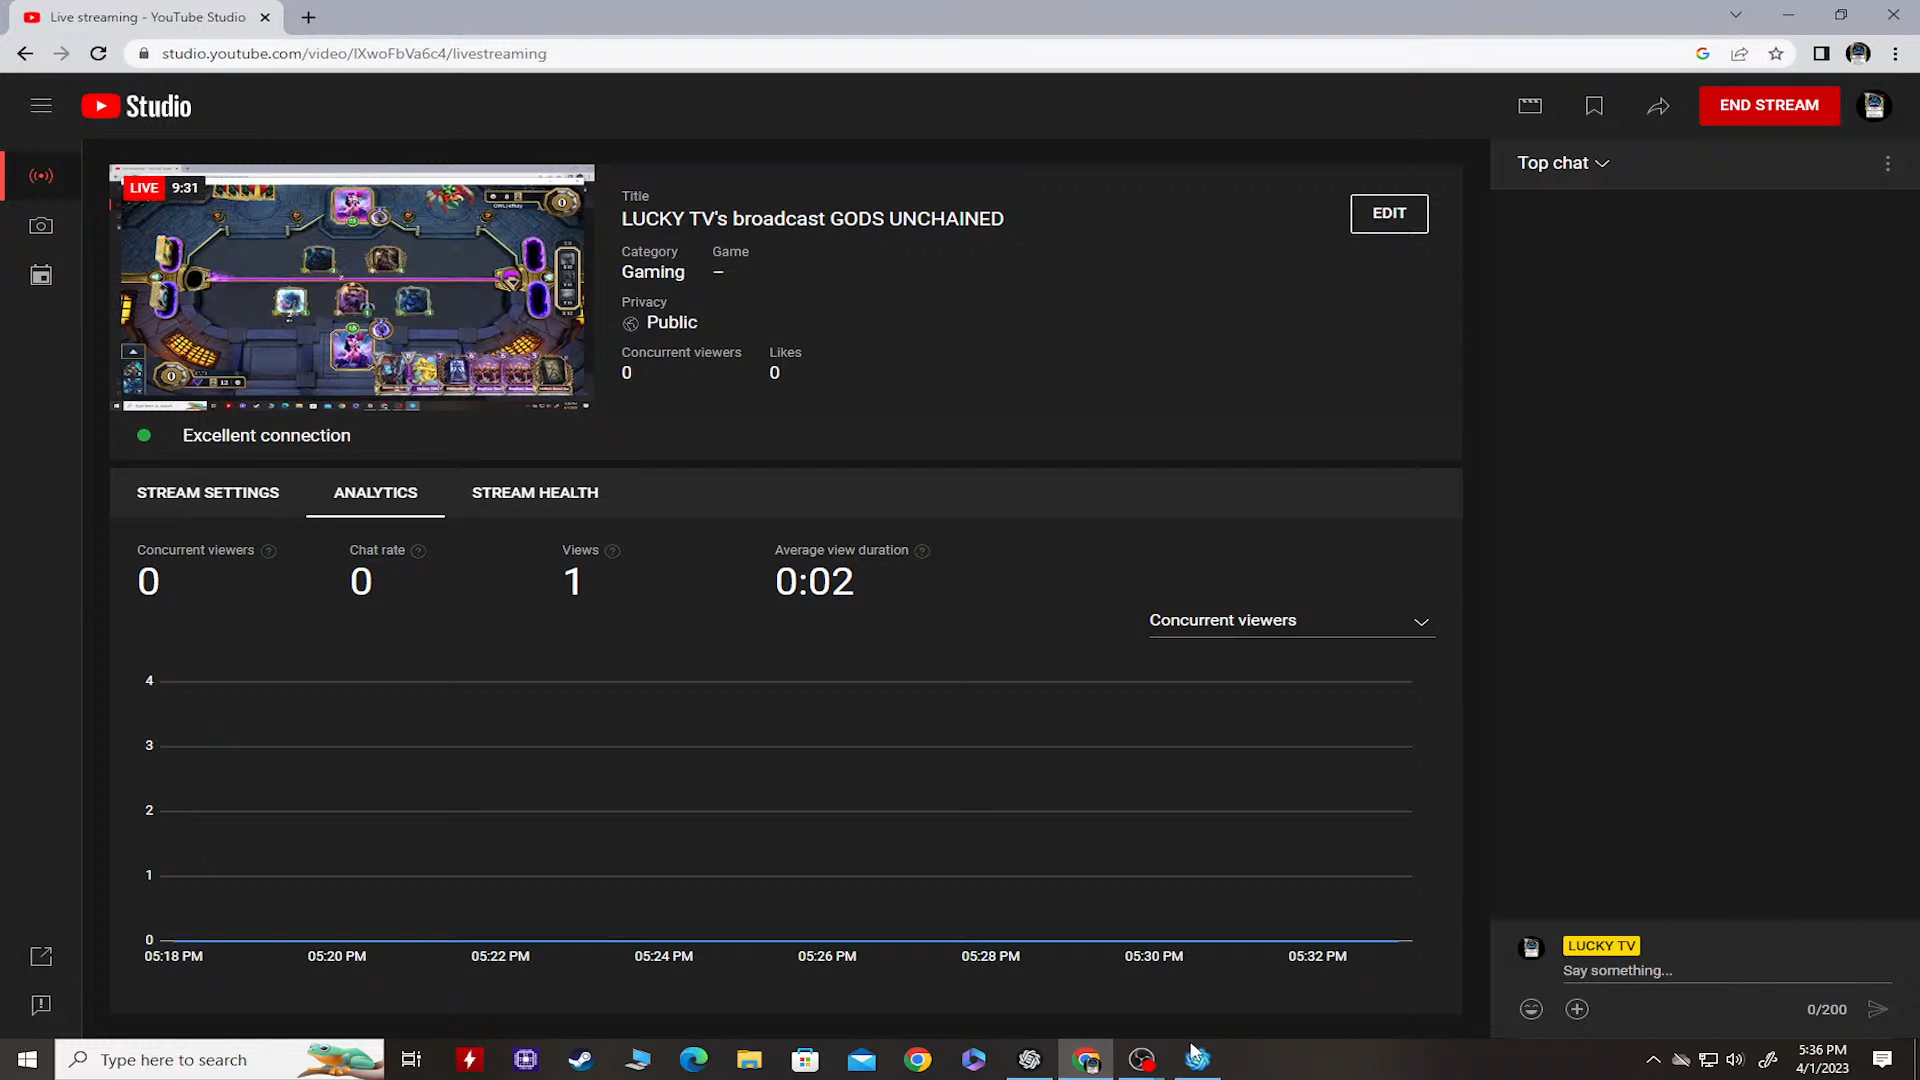 Live streaming - YouTube Studio
studio.youtube.com/video/IXwoFbVa6c4/livestreaming
Studio
END STREAM
LIVE 9:31
Title
LUCKY TV's broadcast GODS UNCHAINED
EDIT
Category Game
Gaming –
Privacy
Public
Concurrent viewers Likes
0 0
Excellent connection
Top chat
STREAM SETTINGS ANALYTICS STREAM HEALTH
Concurrent viewers Chat rate Views Average view duration
0 0 1 0:02
Concurrent viewers
4
3
2
1
0
05:18 PM 05:20 PM 05:22 PM 05:24 PM 05:26 PM 05:28 PM 05:30 PM 05:32 PM
LUCKY TV
Say something...
0/200
Type here to search
5:36 PM
4/1/2023